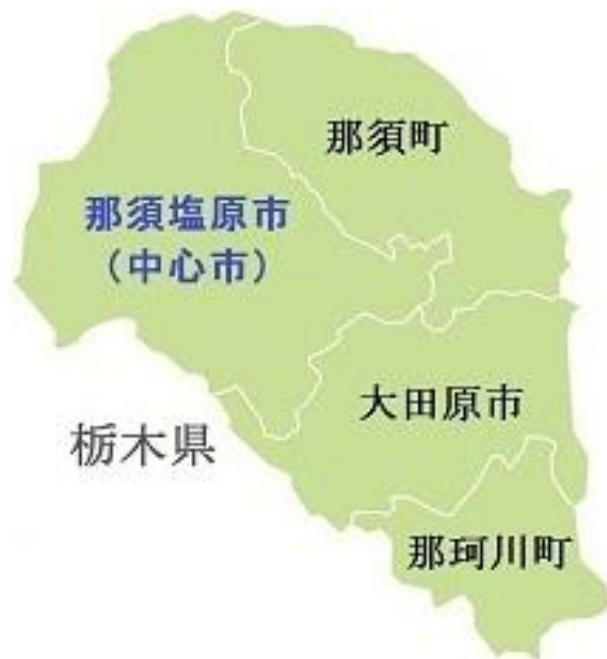 那須町
那須塩原市
（中心市）
大田原市
栃木県
那珂川町